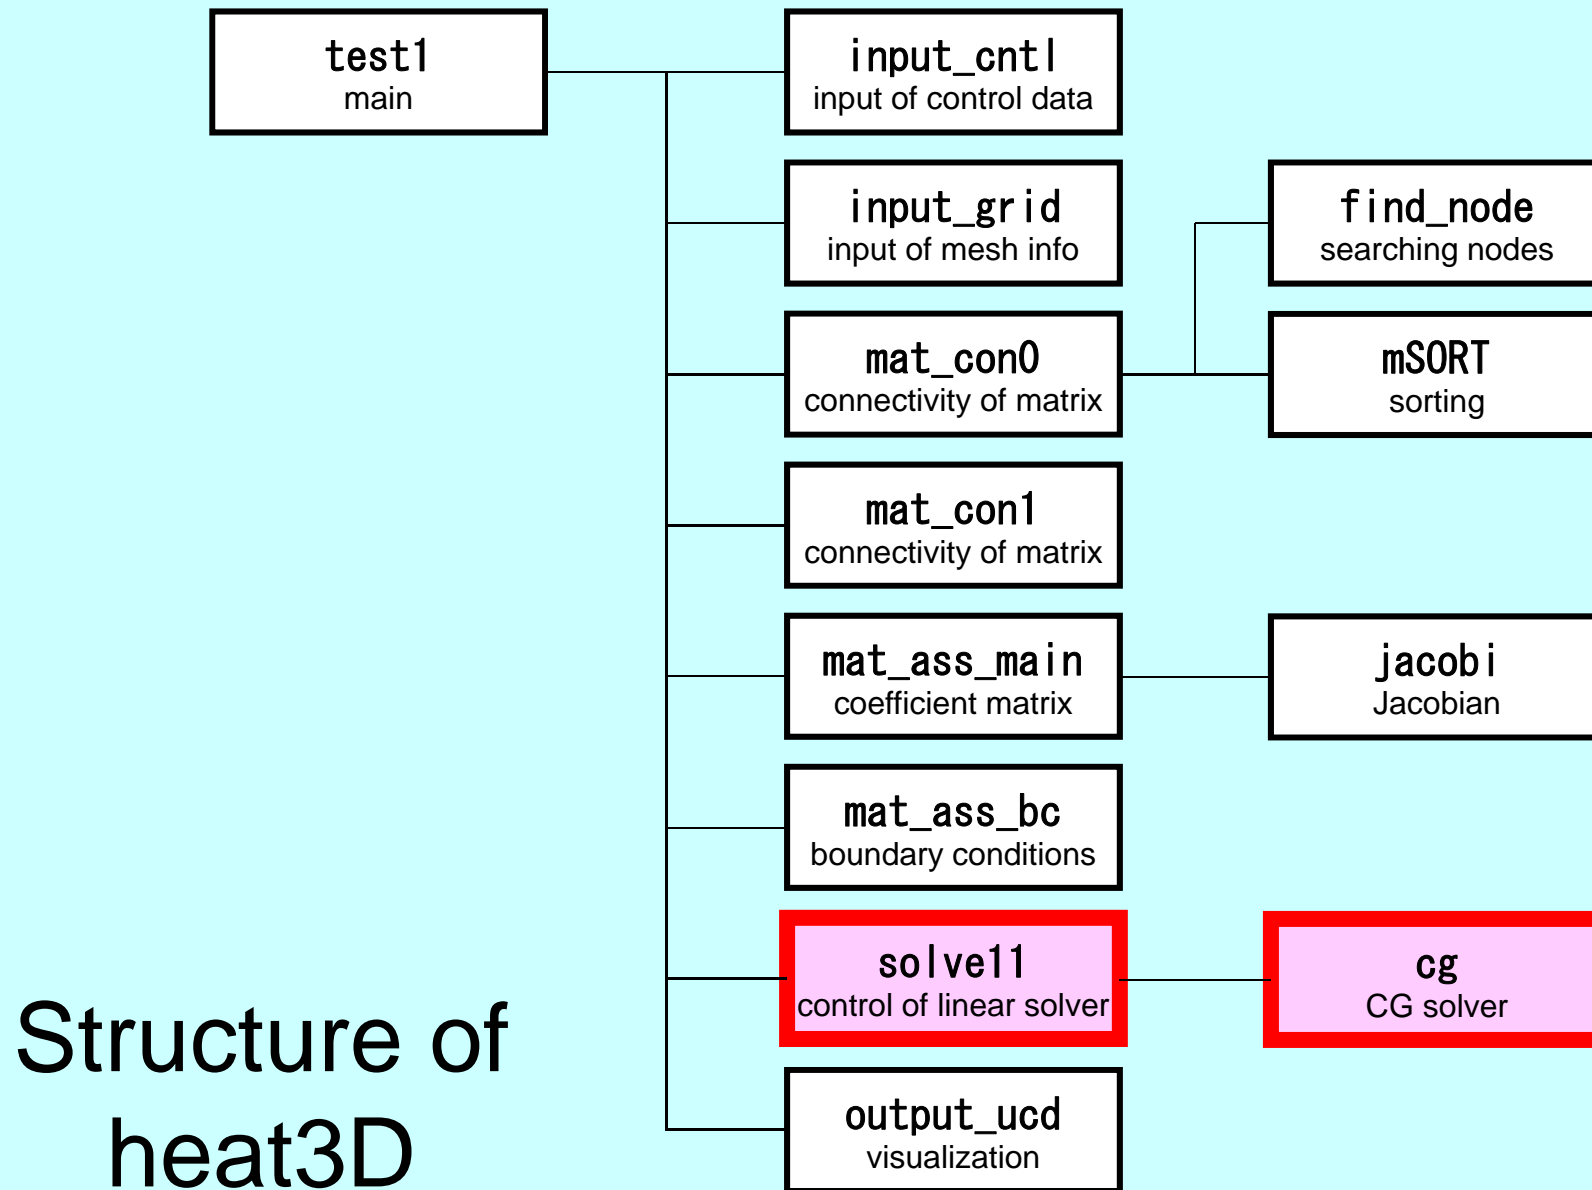 test1
main
input_cntl
input of control data
input_grid
input of mesh info
find_node
searching nodes
mat_con0
connectivity of matrix
mSORT
sorting
mat_con1
connectivity of matrix
mat_ass_main
coefficient matrix
jacobi
Jacobian
mat_ass_bc
boundary conditions
solve11
control of linear solver
cg
CG solver
output_ucd
visualization
Structure of
heat3D